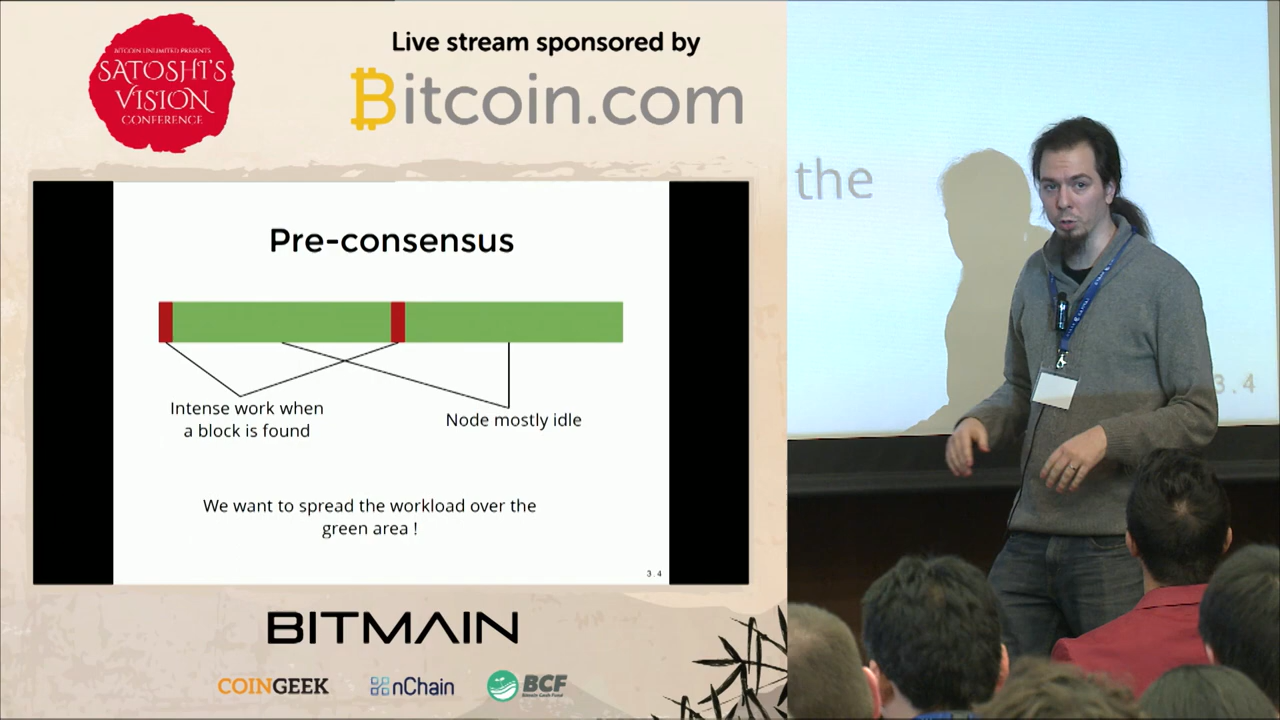 BITCOIN UNLIMITED PRESENTS
SATOSHI'S
VISION
CONFERENCE
Live stream sponsored by
Bitcoin.com
Pre-consensus
Intense work when
a block is found
Node mostly idle
We want to spread the workload over the
green area !
3.4
the
3.4
BITMAIN
COINGEEK
nChain
BCF